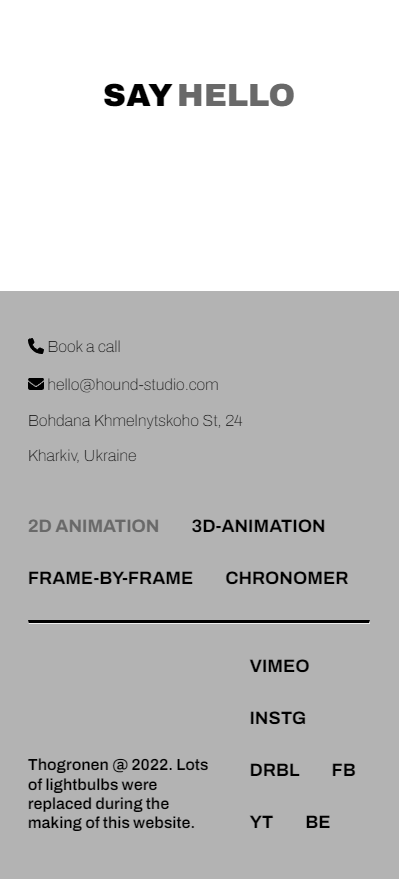 SAY HELLO
Book a call
hello@hound-studio.com
Bohdana Khmelnytskoho St, 24
Kharkiv, Ukraine
2D ANIMATION 3D-ANIMATION
FRAME-BY-FRAME CHRONOMER
VIMEO
INSTG
DRBL FB
YT BE
Thogronen @ 2022. Lots
of lightbulbs were
replaced during the
making of this website.